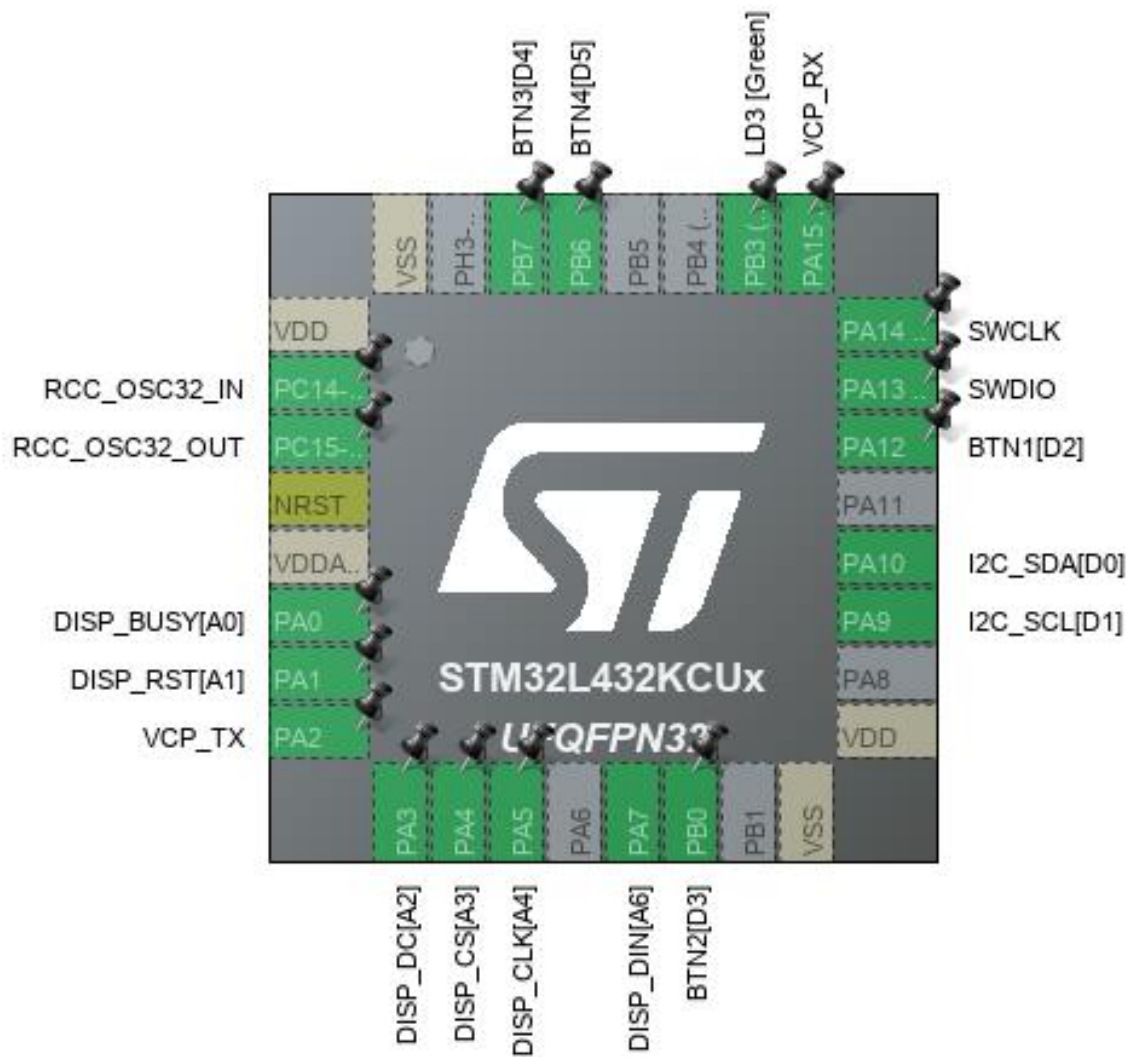 BTN3[D4]
BTN4[D5]
LD3 [Green]
VCP_RX
VSS
PH3-...
PB7
PB6
PB5
PB4 (..
PB3 (..
PA15 ..
VDD
RCC_OSC32_IN
PC14-..
RCC_OSC32_OUT
PC15-..
NRST
VDDA..
DISP_BUSY[A0]
PA0
DISP_RST[A1]
PA1
VCP_TX
PA2
PA14 ..
SWCLK
PA13 ..
SWDIO
PA12
BTN1[D2]
PA11
PA10
I2C_SDA[D0]
PA9
I2C_SCL[D1]
PA8
VDD
ST
STM32L432KCUx
UFQFPN32
PA3
PA4
PA5
PA6
PA7
PB0
PB1
VSS
DISP_DC[A2]
DISP_CS[A3]
DISP_CLK[A4]
DISP_DIN[A6]
BTN2[D3]